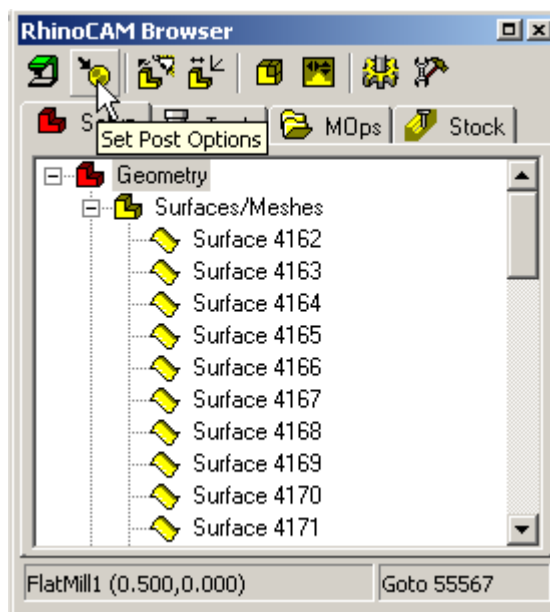 RhinoCAM Browser
Set Post Options
MOps
Stock
Geometry
Surfaces/Meshes
Surface 4162
Surface 4163
Surface 4164
Surface 4165
Surface 4166
Surface 4167
Surface 4168
Surface 4169
Surface 4170
Surface 4171
FlatMill1 (0.500,0.000)
Goto 55567